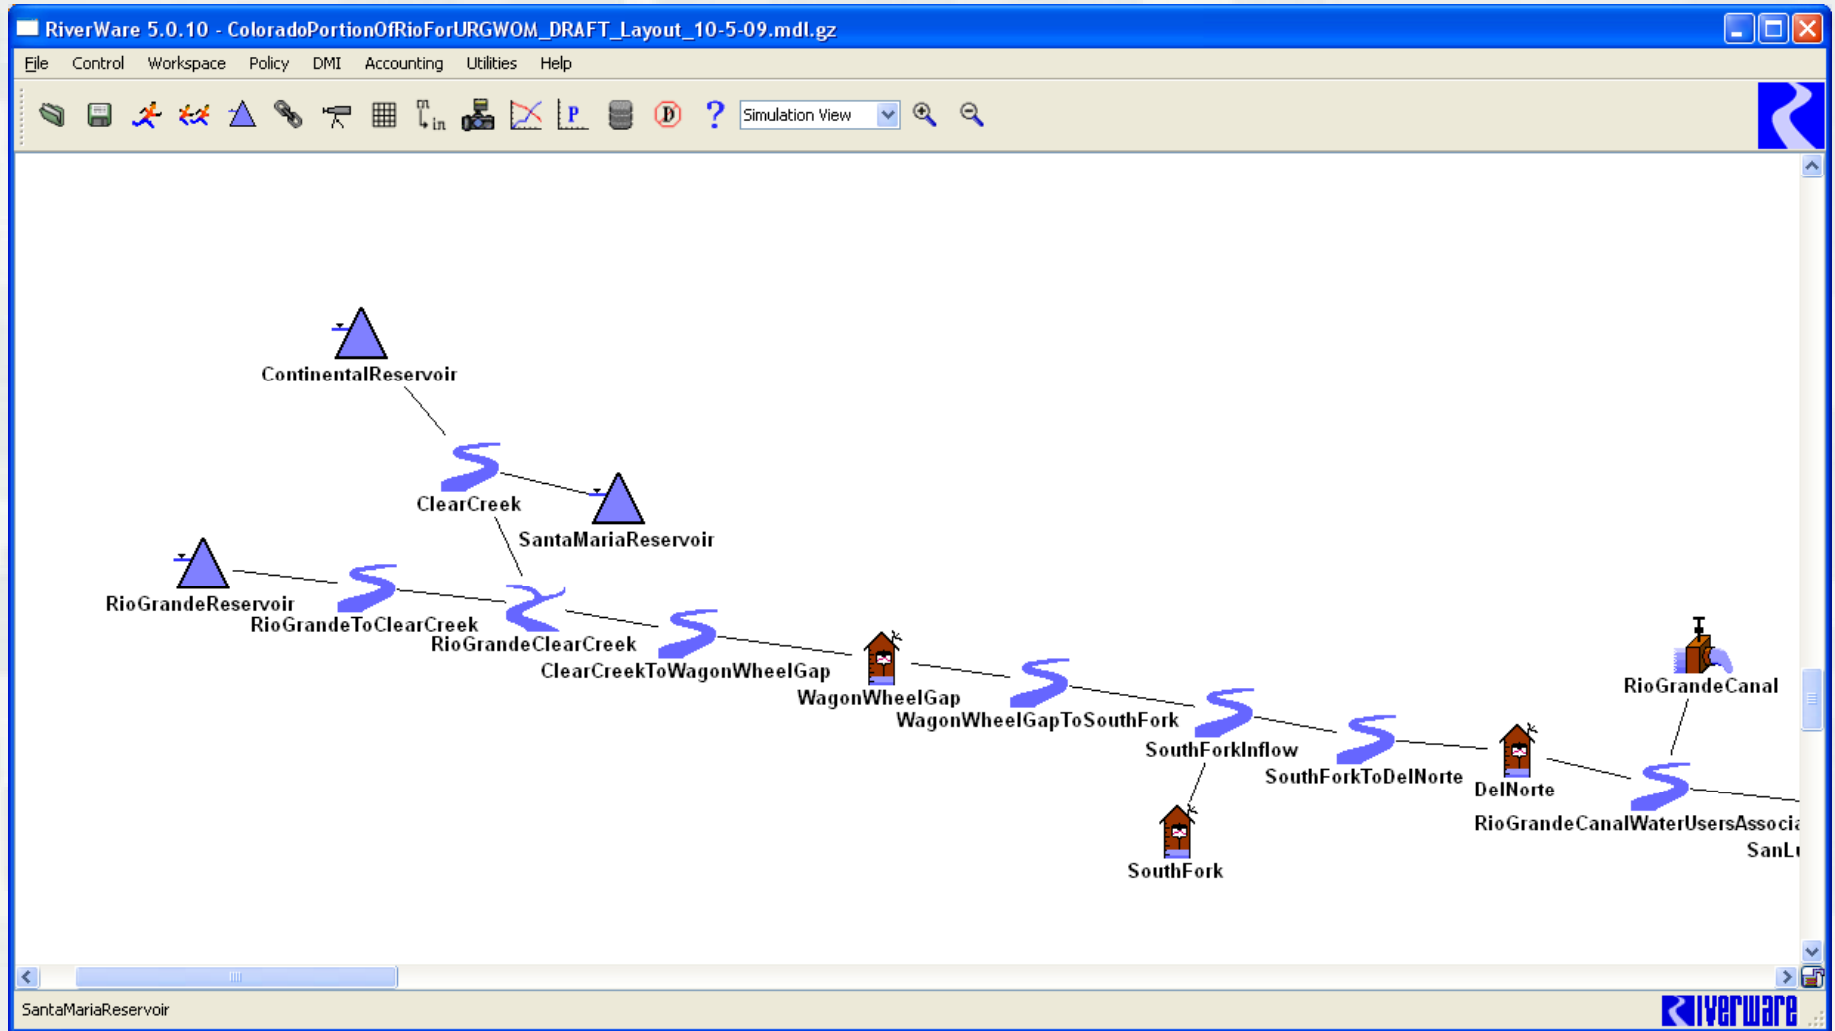 RiverWare 5.0.10 - ColoradoPortionOfRioForURGWOM_DRAFT_Layout_10-5-09.mdl.gz
File Control Workspace Policy DMI Accounting Utilities Help
Simulation View
ContinentalReservoir
ClearCreek
SantaMariaReservoir
RioGrandeReservoir
RioGrandeToClearCreek
RioGrandeClearCreek
ClearCreekToWagonWheelGap
WagonWheelGap
WagonWheelGapToSouthFork
RioGrandeCanal
SouthForkInflow
SouthForkToDelNorte
DelNorte
RioGrandeCanalWaterUsersAssocia
SanLu
SouthFork
SantaMariaReservoir
Riverware